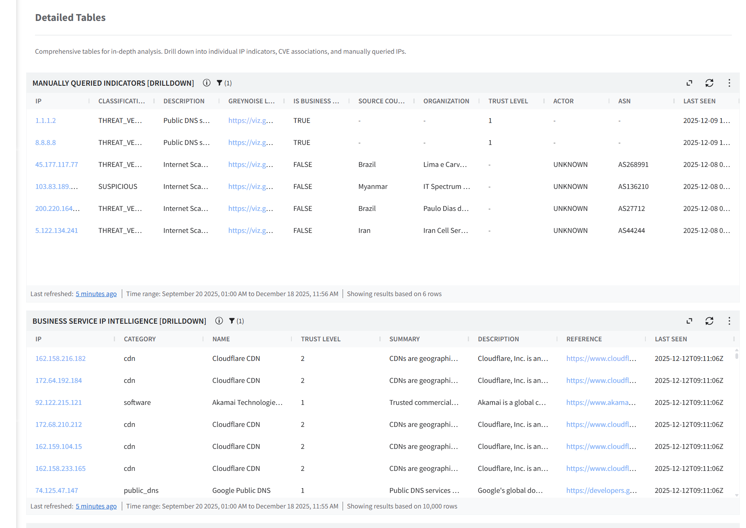 Detailed Tables
Comprehensive tables for in-depth analysis. Drill down into individual IP indicators, CVE associations, and manually queried IPs.
MANUALLY QUERIED INDICATORS [DRILLDOWN] (1)
IP CLASSIFICATI... DESCRIPTION GREYNOISE L... IS BUSINESS ... SOURCE COU... ORGANIZATION TRUST LEVEL ACTOR ASN LAST SEEN
1.1.1.2 THREAT_VE... Public DNS s... https://viz.g... TRUE - - 1 - - 2025-12-09 1...
8.8.8.8 THREAT_VE... Public DNS s... https://viz.g... TRUE - - 1 - - 2025-12-09 1...
45.177.117.77 THREAT_VE... Internet Sca... https://viz.g... FALSE Brazil Lima e Carv... - UNKNOWN AS268991 2025-12-08 0...
103.83.189.... SUSPICIOUS Internet Sca... https://viz.g... FALSE Myanmar IT Spectrum ... - UNKNOWN AS136210 2025-12-08 0...
200.220.164... THREAT_VE... Internet Sca... https://viz.g... FALSE Brazil Paulo Dias d... - UNKNOWN AS27712 2025-12-08 0...
5.122.134.241 THREAT_VE... Internet Sca... https://viz.g... FALSE Iran Iran Cell Ser... - UNKNOWN AS44244 2025-12-08 0...
Last refreshed: 5 minutes ago | Time range: September 20 2025, 01:00 AM to December 18 2025, 11:56 AM | Showing results based on 6 rows
BUSINESS SERVICE IP INTELLIGENCE [DRILLDOWN] (1)
IP CATEGORY NAME TRUST LEVEL SUMMARY DESCRIPTION REFERENCE LAST SEEN
162.158.216.182 cdn Cloudflare CDN 2 CDNs are geographi... Cloudflare, Inc. is an... https://www.cloudfl... 2025-12-12T09:11:06Z
172.64.192.184 cdn Cloudflare CDN 2 CDNs are geographi... Cloudflare, Inc. is an... https://www.cloudfl... 2025-12-12T09:11:06Z
92.122.215.121 software Akamai Technologie... 1 Trusted commercial... Akamai is a global c... https://www.akama... 2025-12-12T09:11:06Z
172.68.210.212 cdn Cloudflare CDN 2 CDNs are geographi... Cloudflare, Inc. is an... https://www.cloudfl... 2025-12-12T09:11:06Z
162.159.104.15 cdn Cloudflare CDN 2 CDNs are geographi... Cloudflare, Inc. is an... https://www.cloudfl... 2025-12-12T09:11:06Z
162.158.233.165 cdn Cloudflare CDN 2 CDNs are geographi... Cloudflare, Inc. is an... https://www.cloudfl... 2025-12-12T09:11:06Z
74.125.47.147 public_dns Google Public DNS 1 Public DNS services ... Google's global do... https://developers.g... 2025-12-12T09:11:06Z
Last refreshed: 5 minutes ago | Time range: September 20 2025, 01:00 AM to December 18 2025, 11:55 AM | Showing results based on 10,000 rows